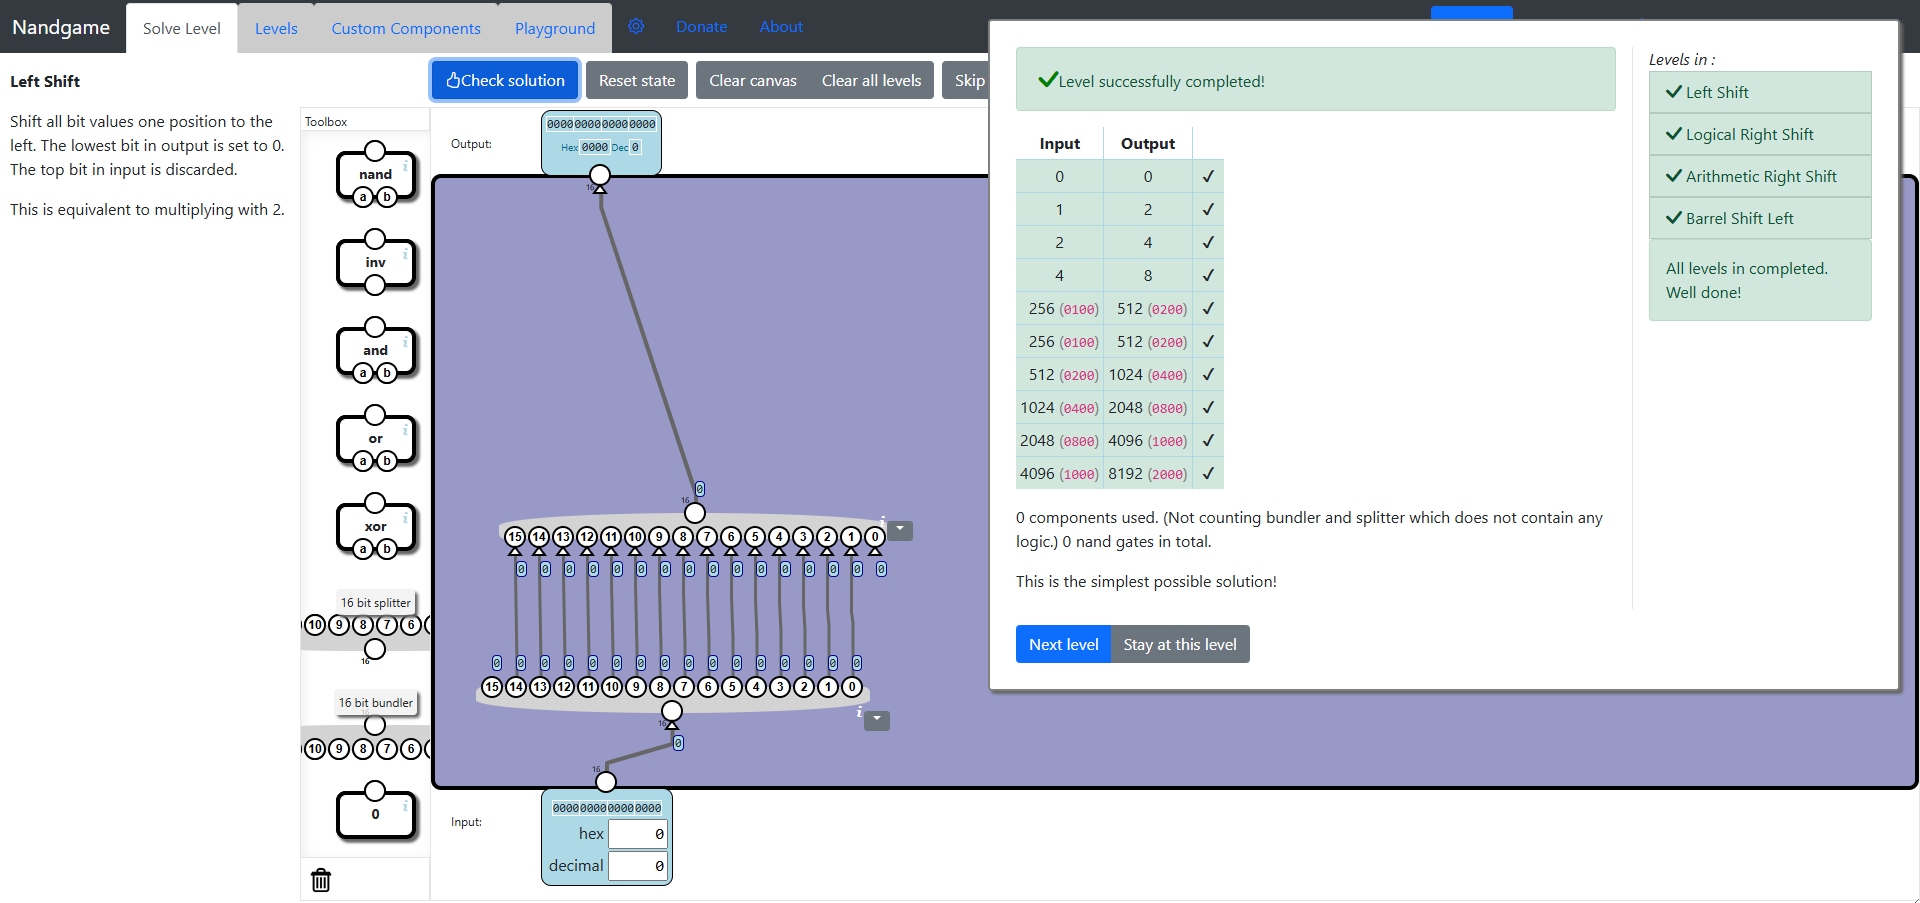 Nandgame
Solve Level
Levels
Custom Components
Playground
Donate
About
Left Shift
Shift all bit values one position to the
left. The lowest bit in output is set to 0.
The top bit in input is discarded.
This is equivalent to multiplying with 2.
Check solution
Reset state
Clear canvas
Clear all levels
Skip
Toolbox
nand
a b
inv
and
a b
or
a b
xor
a b
16 bit splitter
10 9 8 7 6
16
16 bit bundler
16
10 9 8 7 6
0
Output:
0000000000000000
Hex 0000 Dec 0
16
0
16
15 14 13 12 11 10 9 8 7 6 5 4 3 2 1 0
0 0 0 0 0 0 0 0 0 0 0 0 0 0 0 0
0 0 0 0 0 0 0 0 0 0 0 0 0 0 0 0
15 14 13 12 11 10 9 8 7 6 5 4 3 2 1 0
16
0
16
Input:
0000000000000000
hex 0
decimal 0
Level successfully completed!
Input Output
0 0 ✓
1 2 ✓
2 4 ✓
4 8 ✓
256 (0100) 512 (0200) ✓
256 (0100) 512 (0200) ✓
512 (0200) 1024 (0400) ✓
1024 (0400) 2048 (0800) ✓
2048 (0800) 4096 (1000) ✓
4096 (1000) 8192 (2000) ✓
0 components used. (Not counting bundler and splitter which does not contain any
logic.) 0 nand gates in total.
This is the simplest possible solution!
Next level
Stay at this level
Levels in :
Left Shift
Logical Right Shift
Arithmetic Right Shift
Barrel Shift Left
All levels in completed.
Well done!